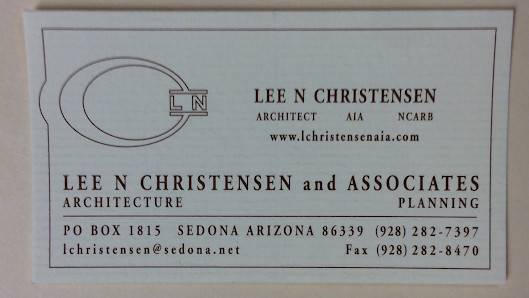 L N
LEE N CHRISTENSEN
ARCHITECT AIA NCARB
www.lchristensenaia.com
LEE N CHRISTENSEN and ASSOCIATES
ARCHITECTURE PLANNING
PO BOX 1815 SEDONA ARIZONA 86339 (928) 282-7397
lchristensen@sedona.net Fax (928) 282-8470